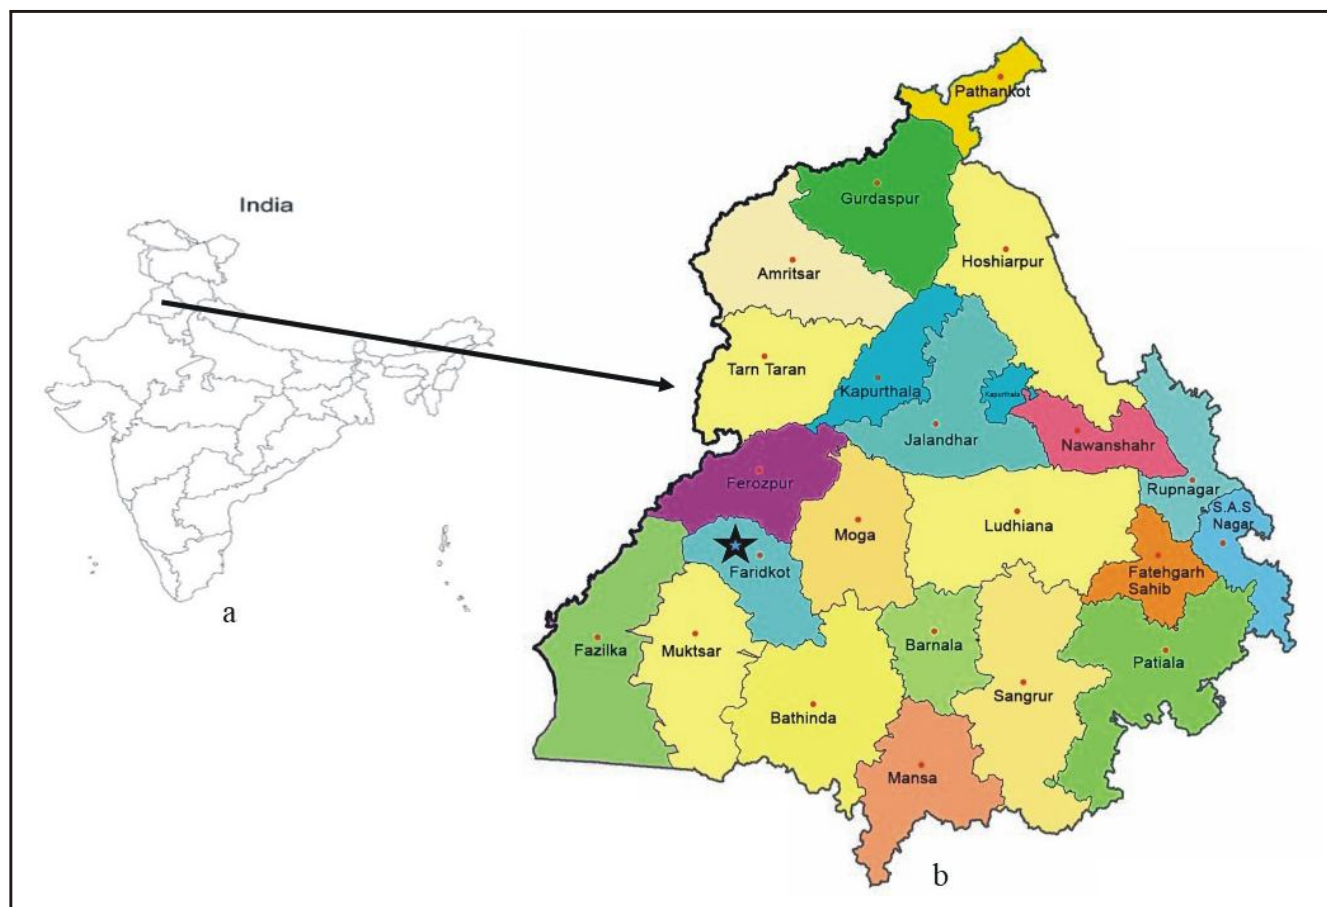 India
a
Pathankot
Gurdaspur
Hoshiarpur
Amritsar
Tarn Taran
Kapurthala
Kapurthala
Jalandhar
Nawanshahr
Ferozpur
Rupnagar
S.A.S
Nagar
Moga
Ludhiana
Faridkot
Fatehgarh
Sahib
Fazilka
Muktsar
Barnala
Patiala
Sangrur
Bathinda
Mansa
b